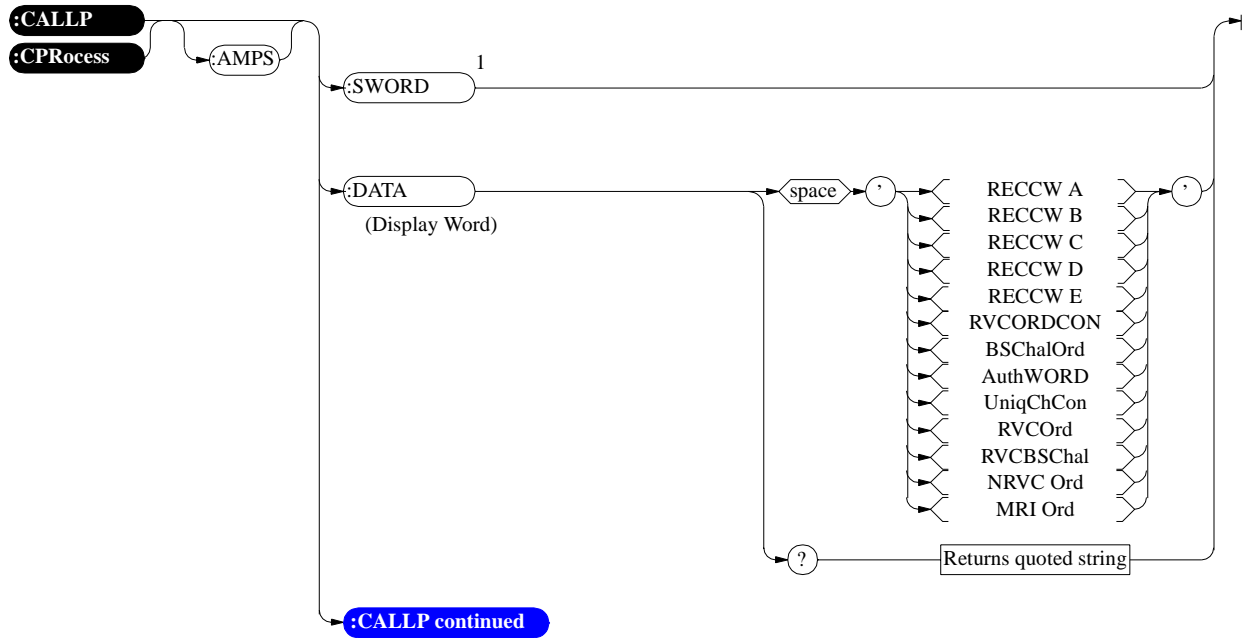 :CALLP
:CPRocess
:AMPS
1
:SWORD
:DATA
(Display Word)
space
’
RECCW A
’
RECCW B
RECCW C
RECCW D
RECCW E
RVCORDCON
BSChalOrd
AuthWORD
UniqChCon
RVCOrd
RVCBSChal
NRVC Ord
MRI Ord
?
Returns quoted string
:CALLP continued